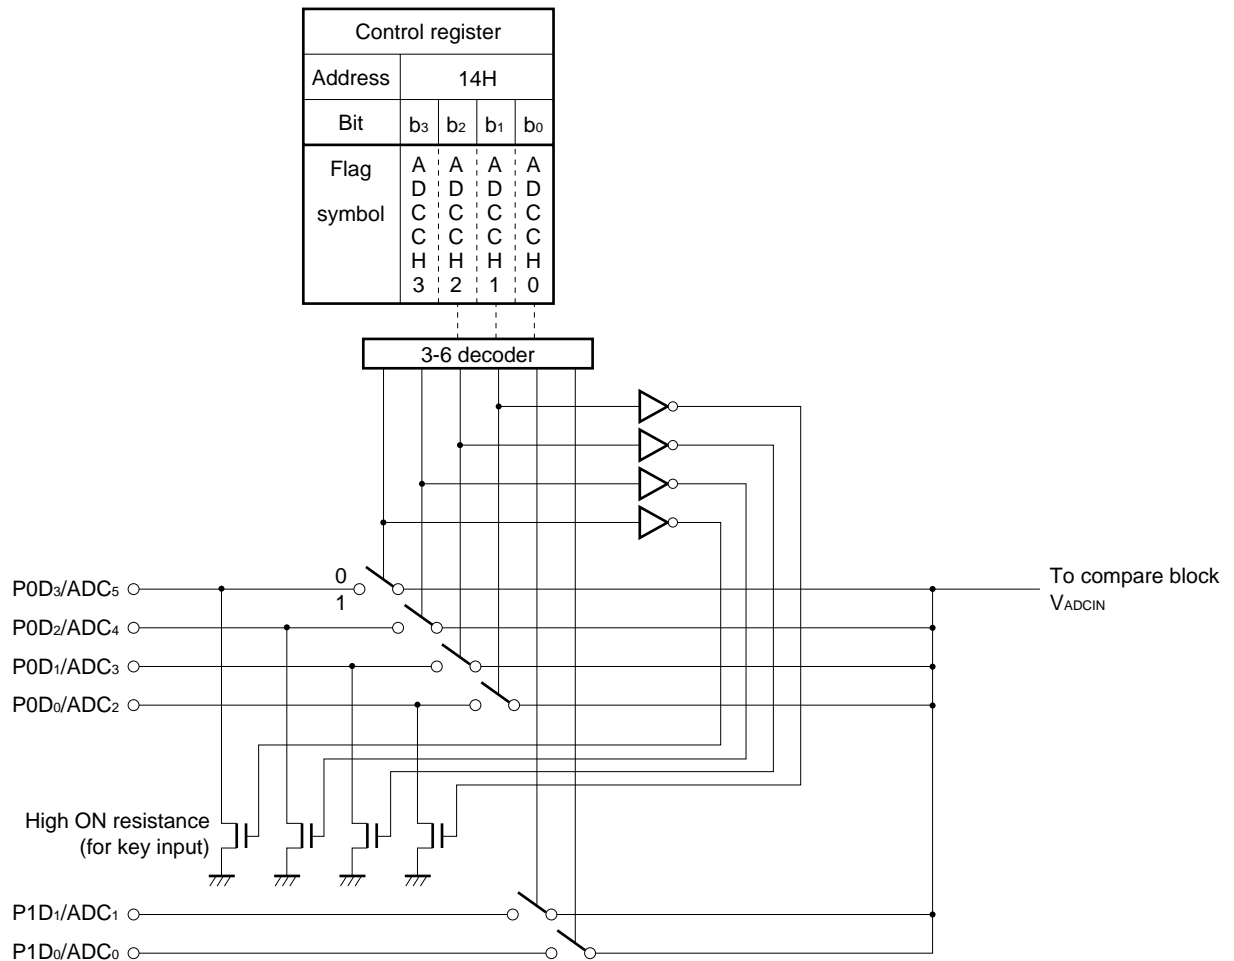 Control register
Address 14H
Bit b3 b2 b1 b0
Flag symbol ADCCH3 ADCCH2 ADCCH1 ADCCH0
3-6 decoder
0
1
P0D3/ADC5
P0D2/ADC4
P0D1/ADC3
P0D0/ADC2
To compare block
VADCIN
High ON resistance
(for key input)
P1D1/ADC1
P1D0/ADC0